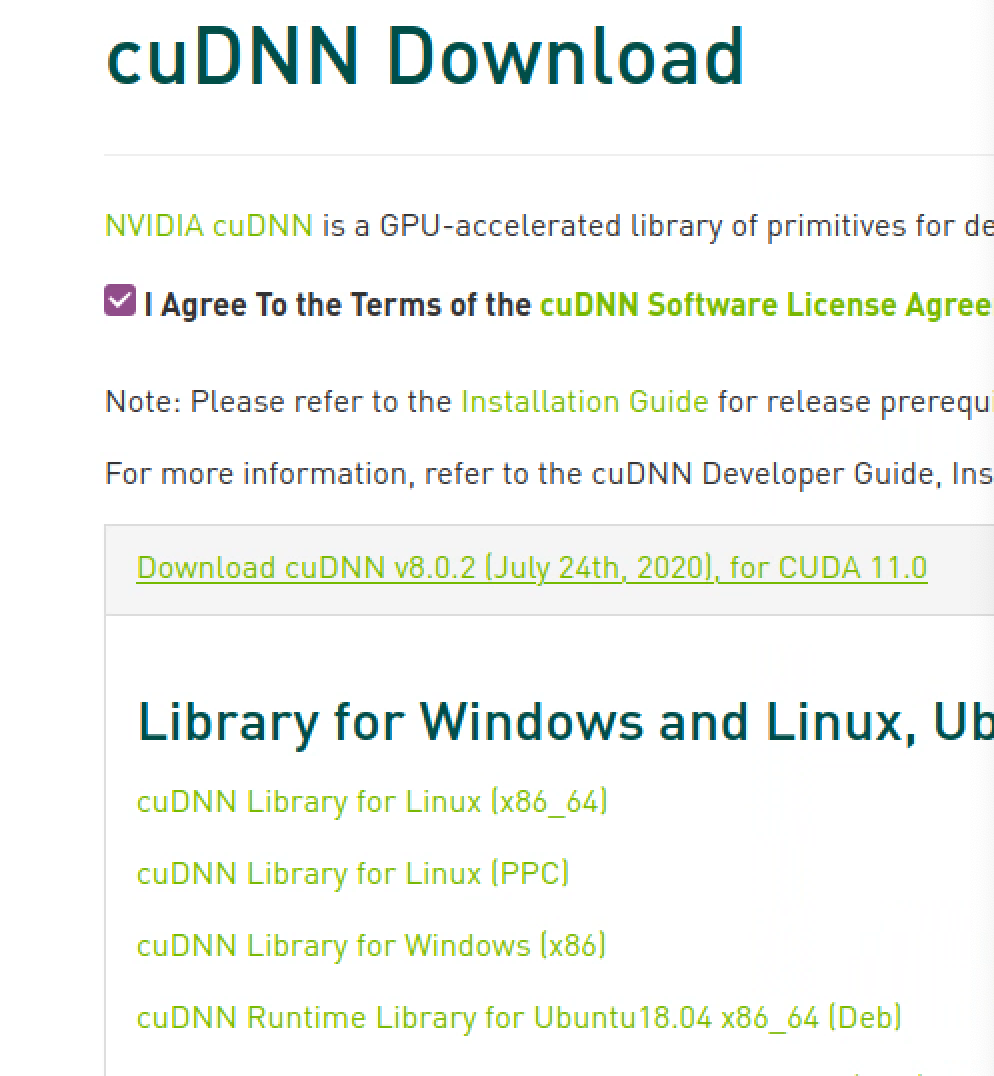 cuDNN Download
NVIDIA cuDNN is a GPU-accelerated library of primitives for de
I Agree To the Terms of the cuDNN Software License Agree
Note: Please refer to the Installation Guide for release prerequi
For more information, refer to the cuDNN Developer Guide, Ins
Download cuDNN v8.0.2 (July 24th, 2020), for CUDA 11.0
Library for Windows and Linux, Ub
cuDNN Library for Linux (x86_64)
cuDNN Library for Linux (PPC)
cuDNN Library for Windows (x86)
cuDNN Runtime Library for Ubuntu18.04 x86_64 (Deb)